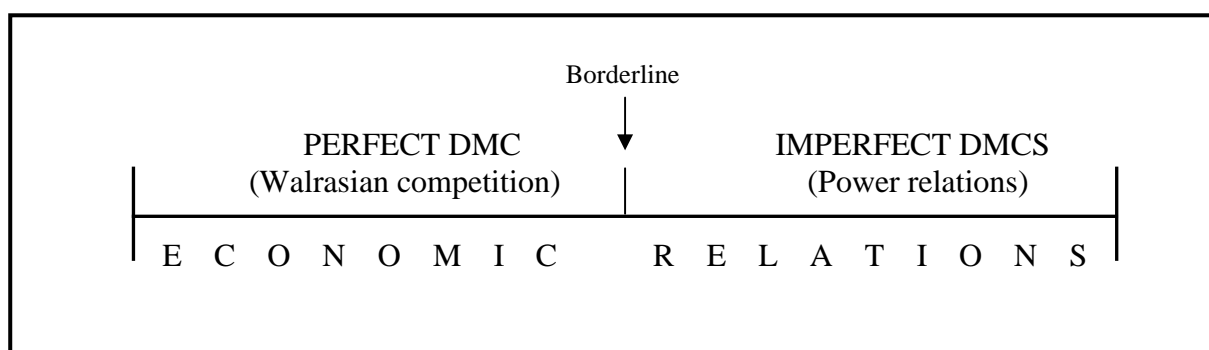 Borderline
PERFECT DMC IMPERFECT DMCS
(Walrasian competition) (Power relations)
E C O N O M I C R E L A T I O N S